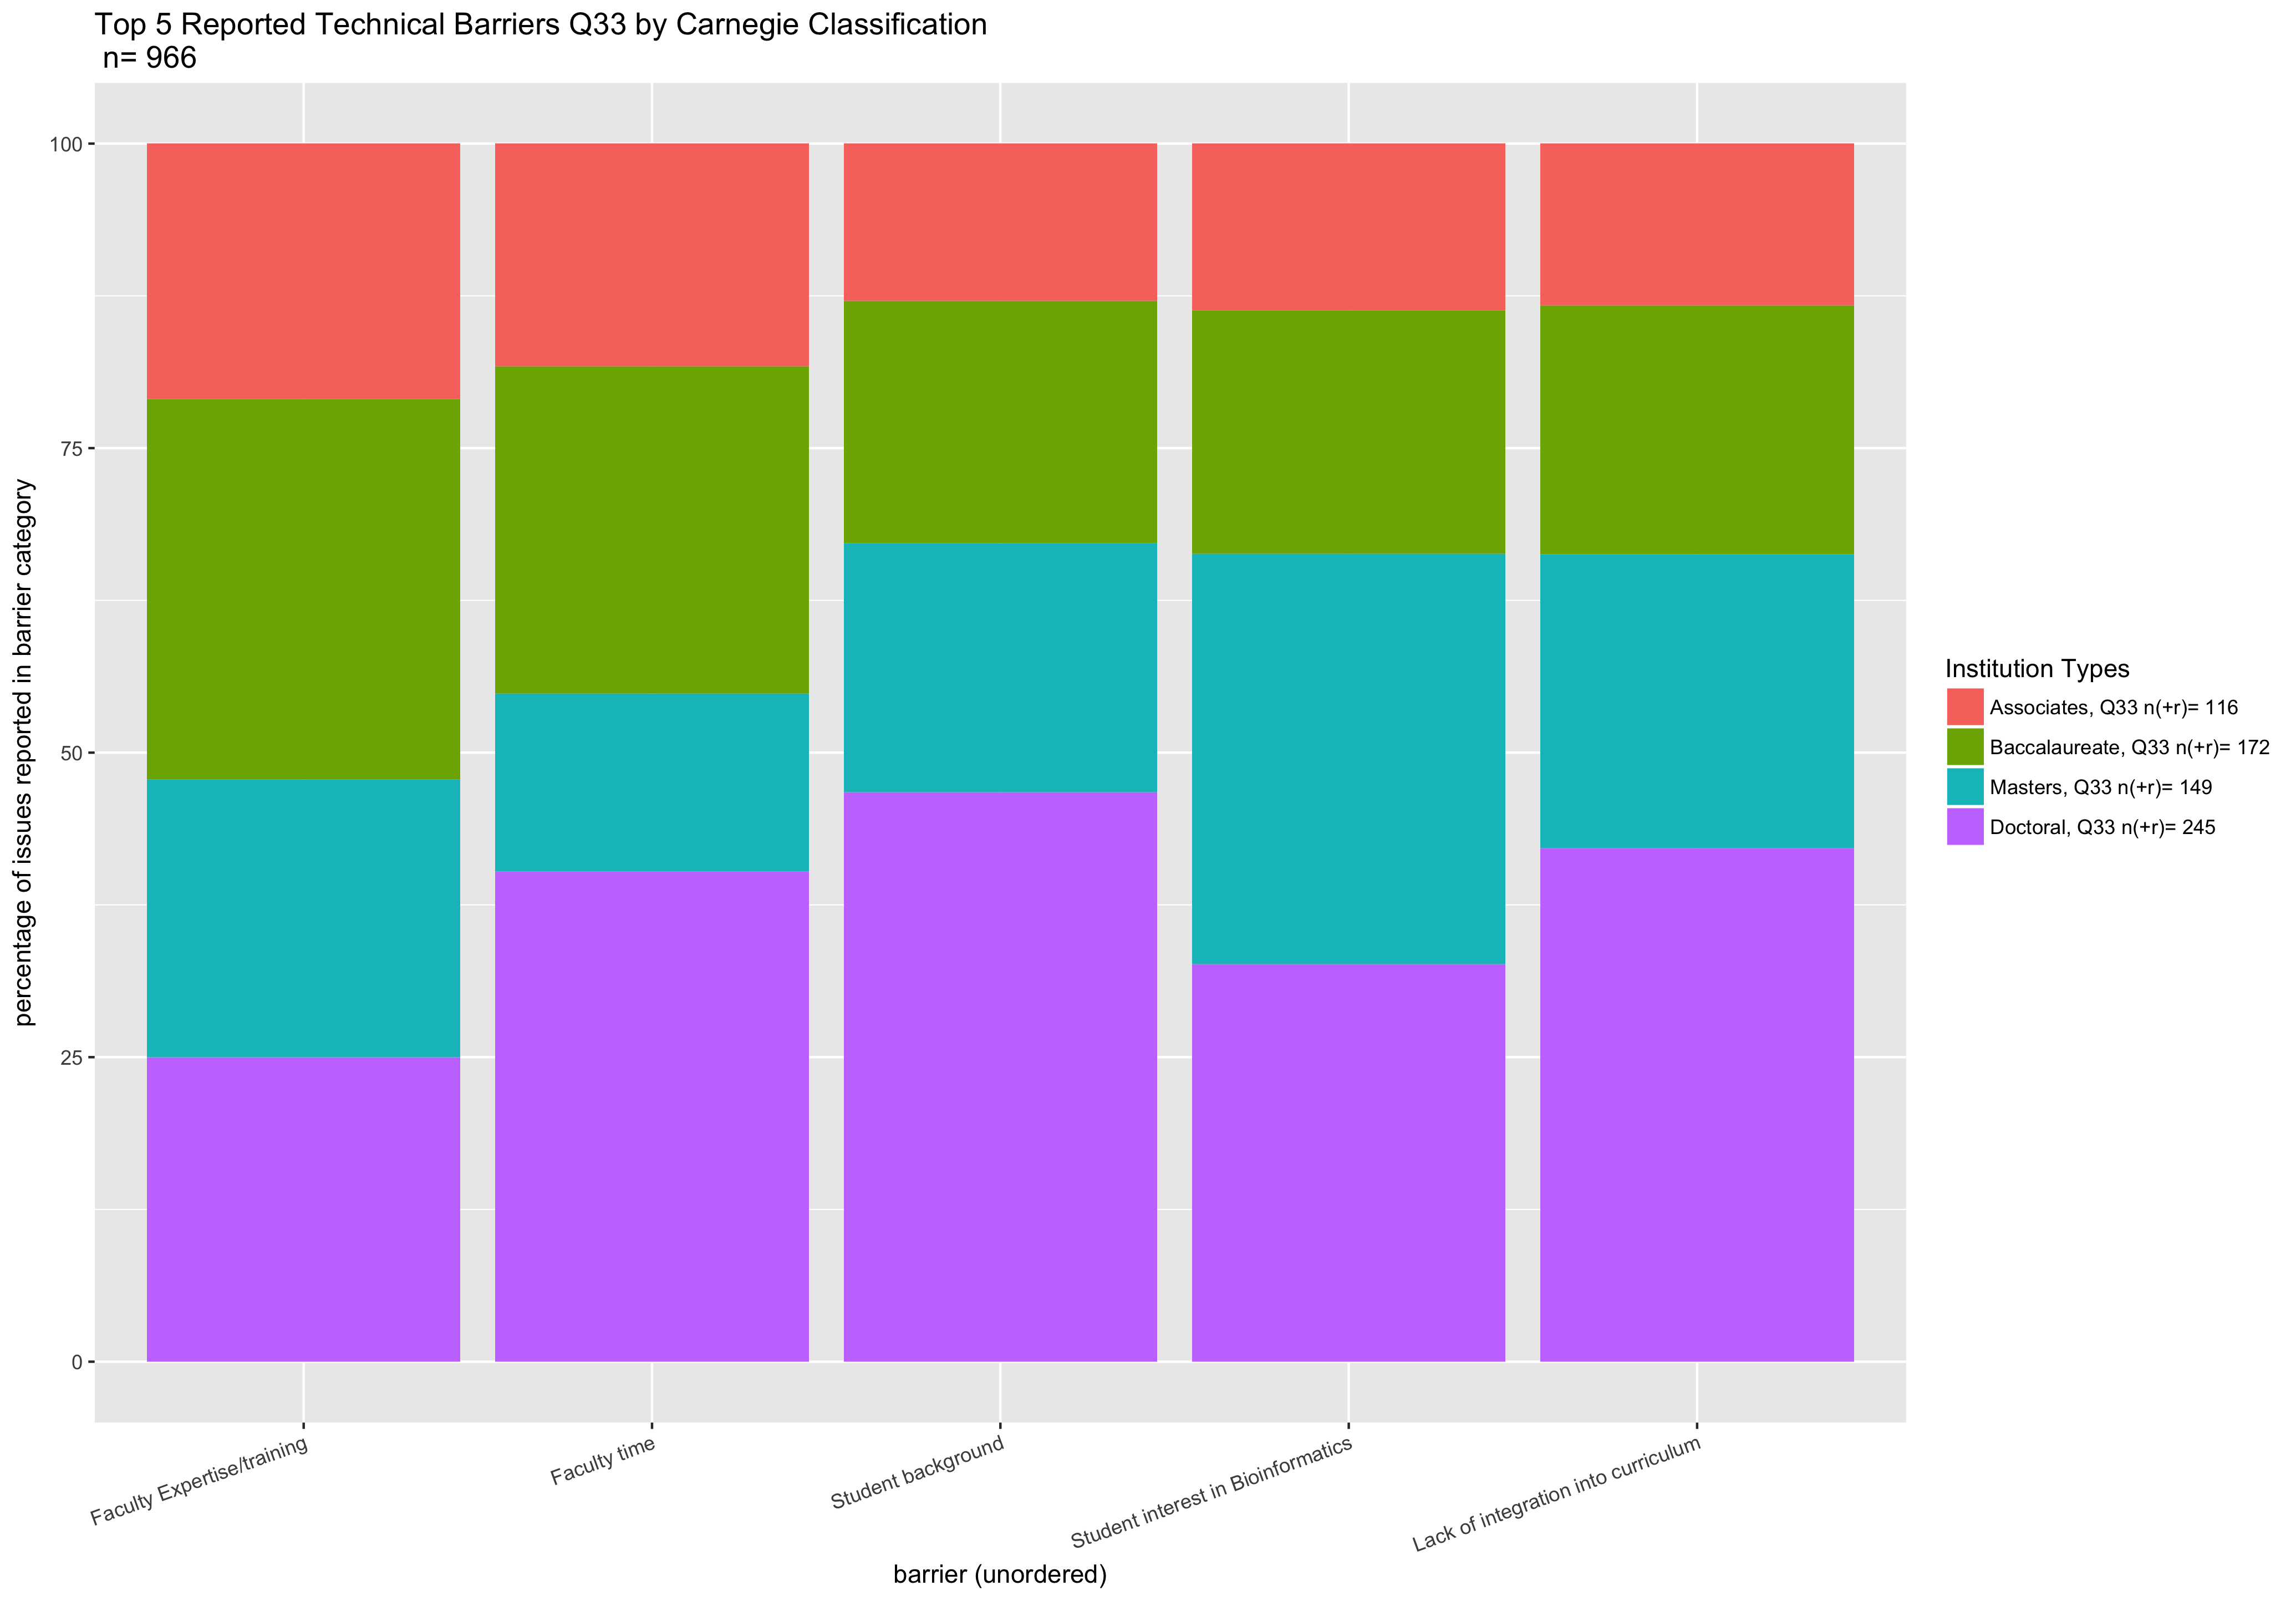 Top 5 Reported Technical Barriers Q33 by Carnegie Classification
n= 966
percentage of issues reported in barrier category
100
75
50
25
0
Faculty Expertise/training
Faculty time
Student background
Student interest in Bioinformatics
Lack of integration into curriculum
barrier (unordered)
Institution Types
Associates, Q33 n(+r)= 116
Baccalaureate, Q33 n(+r)= 172
Masters, Q33 n(+r)= 149
Doctoral, Q33 n(+r)= 245